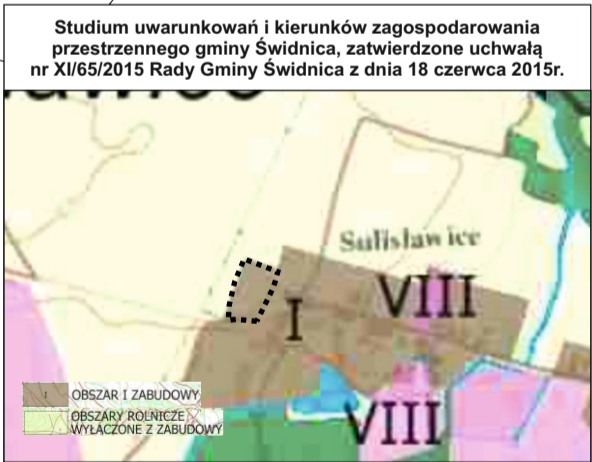 Studium uwarunkowań i kierunków zagospodarowania
przestrzennego gminy Świdnica, zatwierdzone uchwałą
nr XI/65/2015 Rady Gminy Świdnica z dnia 18 czerwca 2015r.
Sulisławice
VIII
I
VIII
I OBSZAR I ZABUDOWY
OBSZARY ROLNICZE
WYŁĄCZONE Z ZABUDOWY